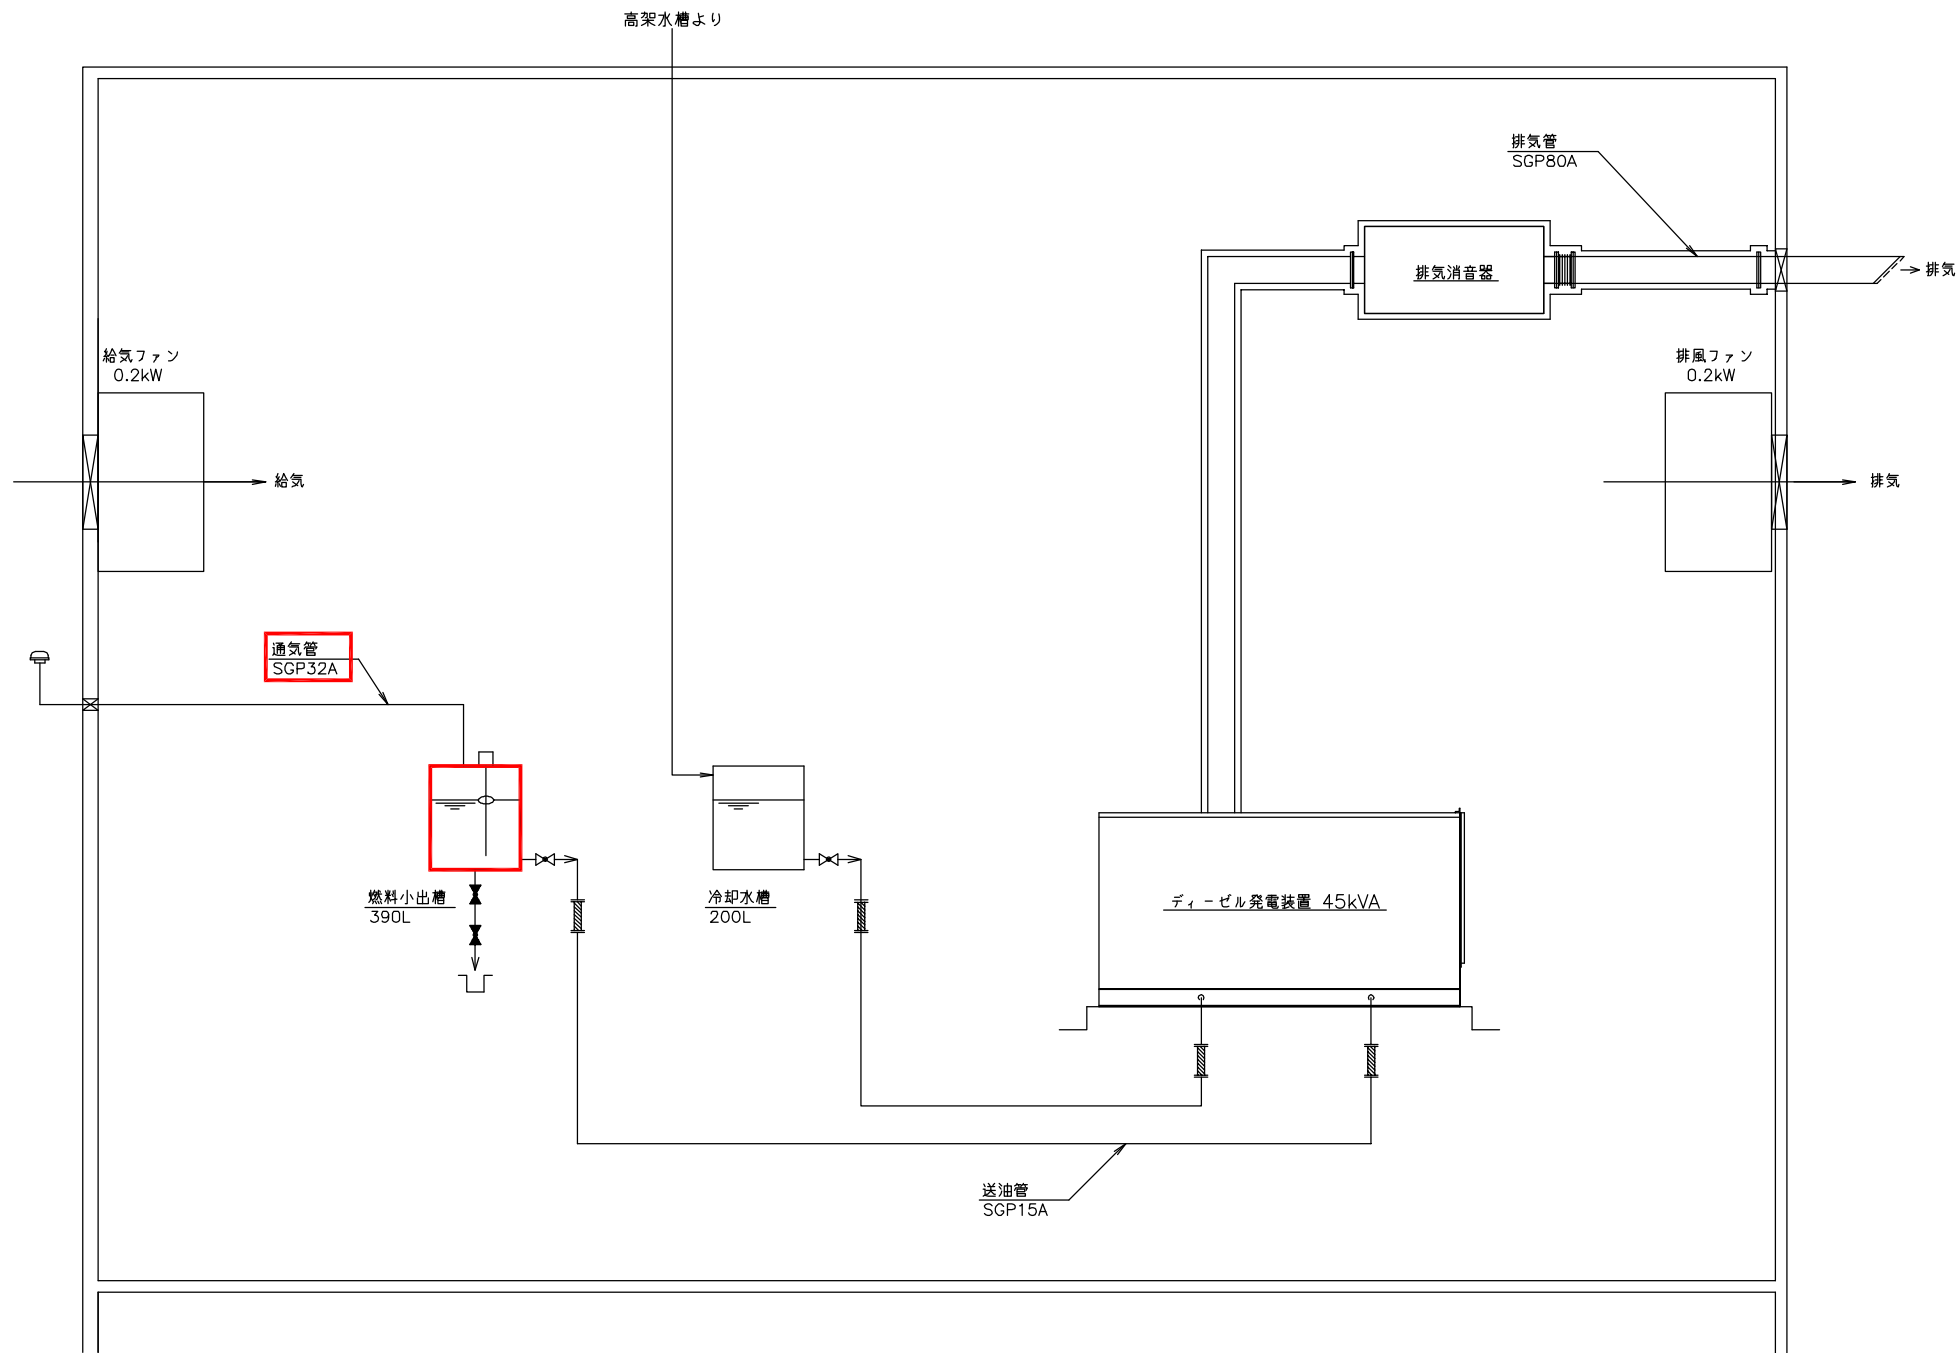 高架水槽より
排気管
SGP80A
排気消音器
排気
給気ファン
0.2kW
排風ファン
0.2kW
給気
排気
通気管
SGP32A
燃料小出槽
390L
冷却水槽
200L
ディーゼル発電装置 45kVA
送油管
SGP15A